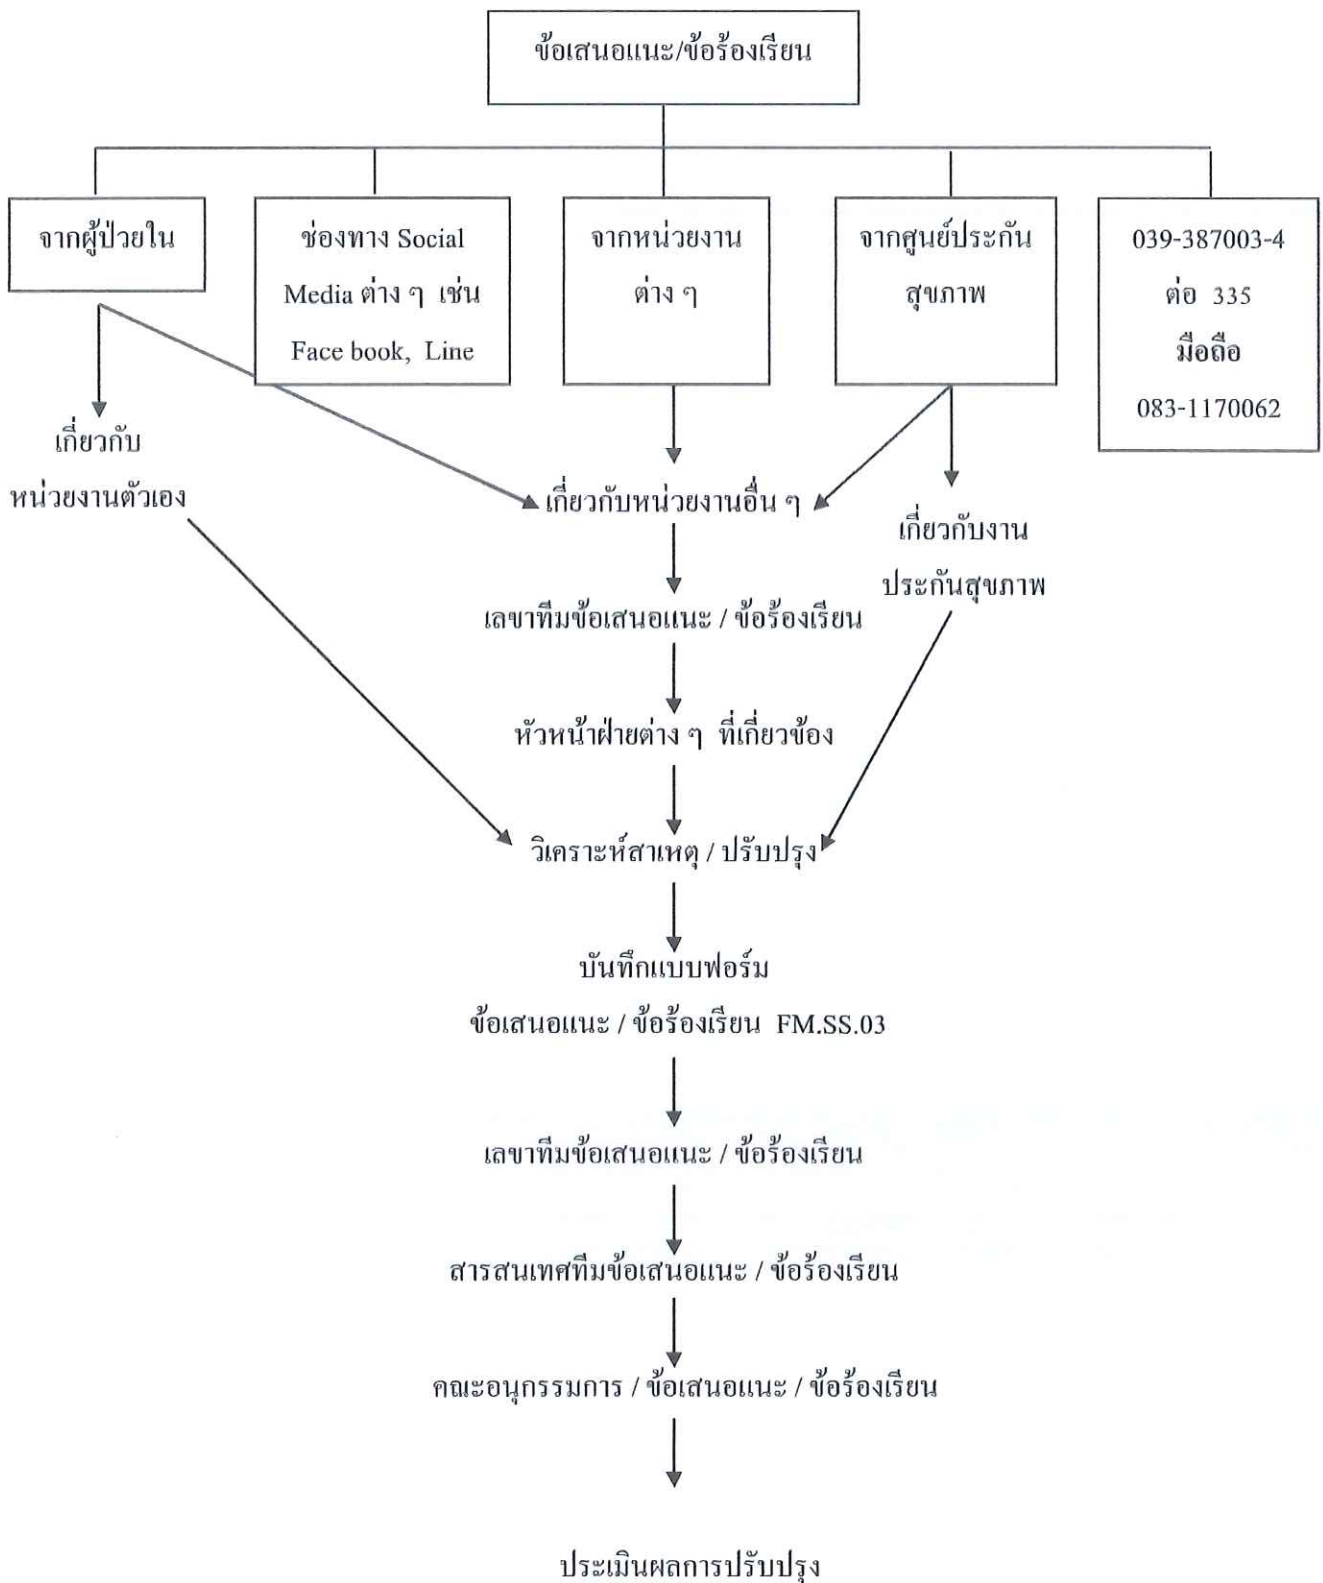 ข้อเสนอแนะ/ข้อร้องเรียน
จากผู้ป่วยใน
ช่องทาง Social
Media ต่าง ๆ เช่น
Face book, Line
จากหน่วยงาน
ต่าง ๆ
จากศูนย์ประกัน
สุขภาพ
039-387003-4
ต่อ 335
มือถือ
083-1170062
เกี่ยวกับ
หน่วยงานตัวเอง
เกี่ยวกับหน่วยงานอื่น ๆ
เกี่ยวกับงาน
ประกันสุขภาพ
เลขาทีมข้อเสนอแนะ / ข้อร้องเรียน
หัวหน้าฝ่ายต่าง ๆ ที่เกี่ยวข้อง
วิเคราะห์สาเหตุ / ปรับปรุง
บันทึกแบบฟอร์ม
ข้อเสนอแนะ / ข้อร้องเรียน FM.SS.03
เลขาทีมข้อเสนอแนะ / ข้อร้องเรียน
สารสนเทศทีมข้อเสนอแนะ / ข้อร้องเรียน
คณะอนุกรรมการ / ข้อเสนอแนะ / ข้อร้องเรียน
ประเมินผลการปรับปรุง